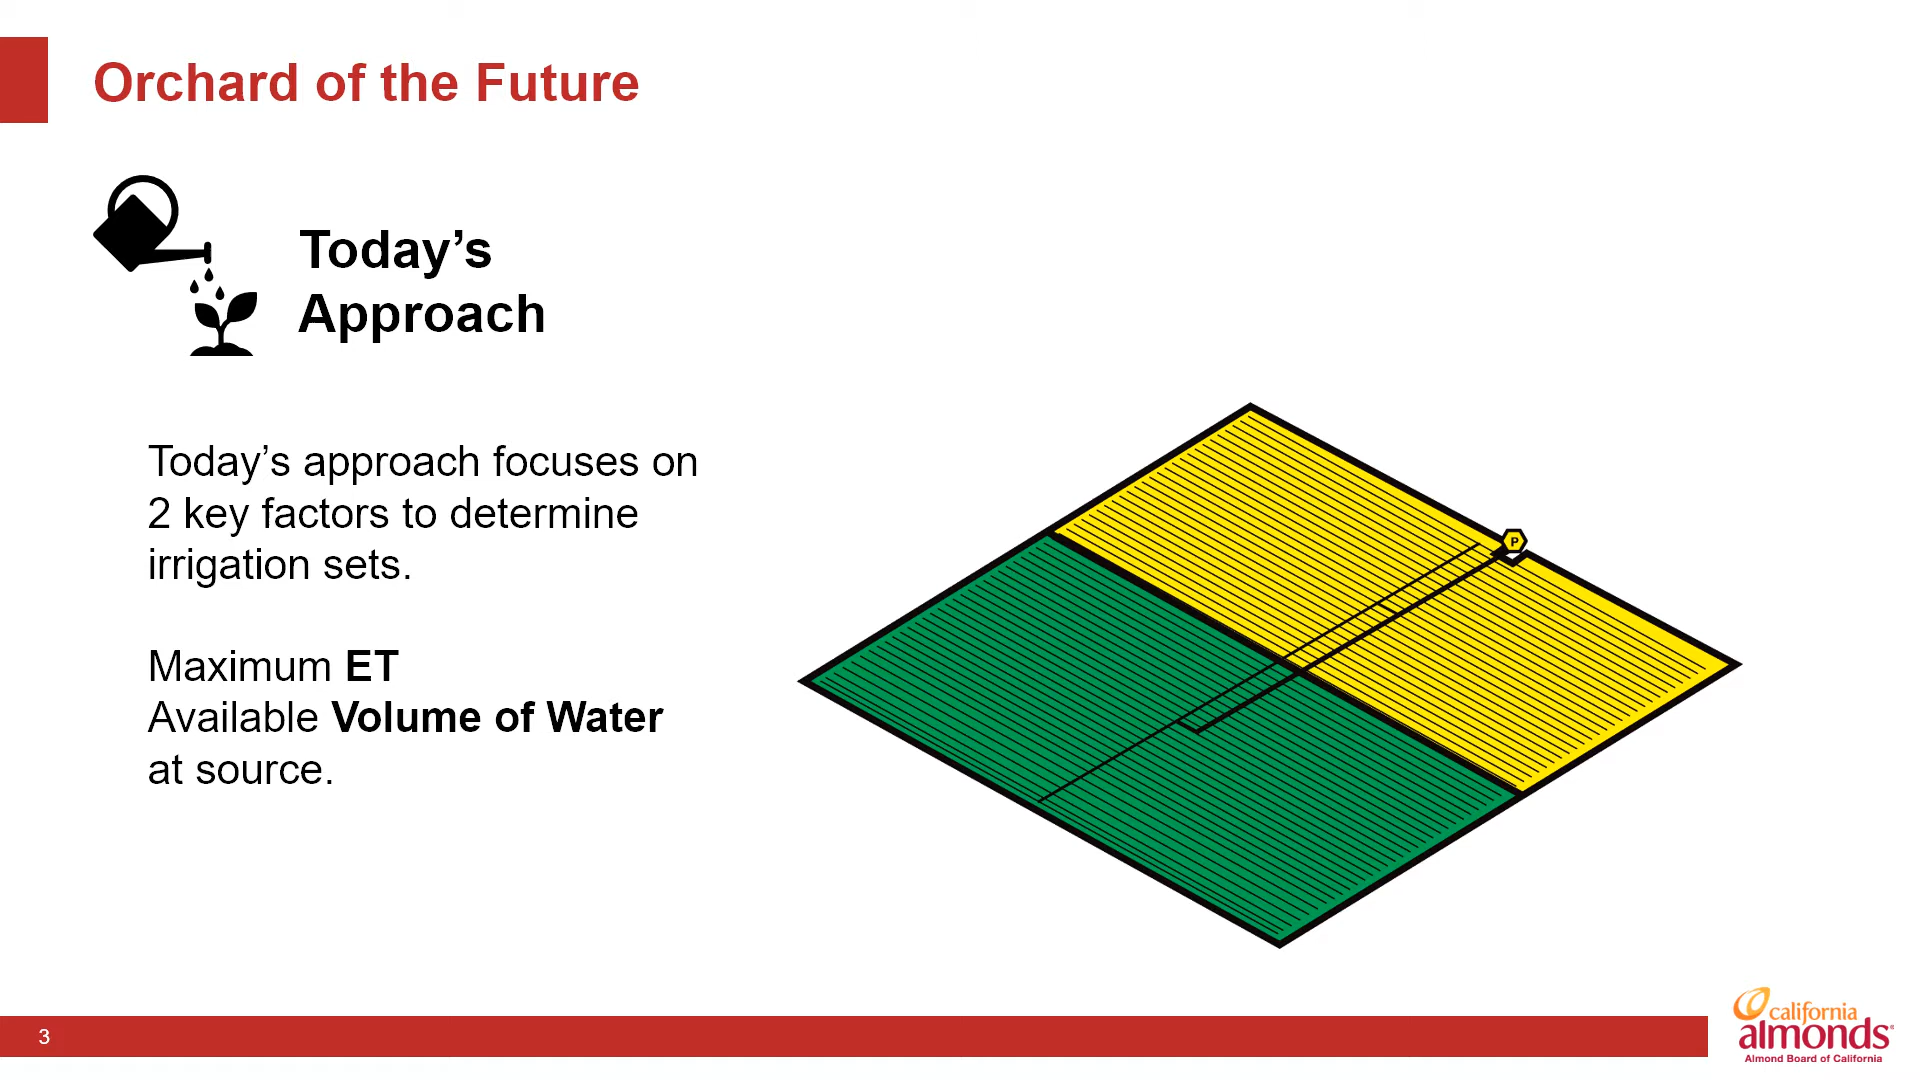 Orchard of the Future
Today’s
Approach
Today’s approach focuses on
2 key factors to determine
irrigation sets.
Maximum ET
Available Volume of Water
at source.
P
3
california
almonds®
Almond Board of California